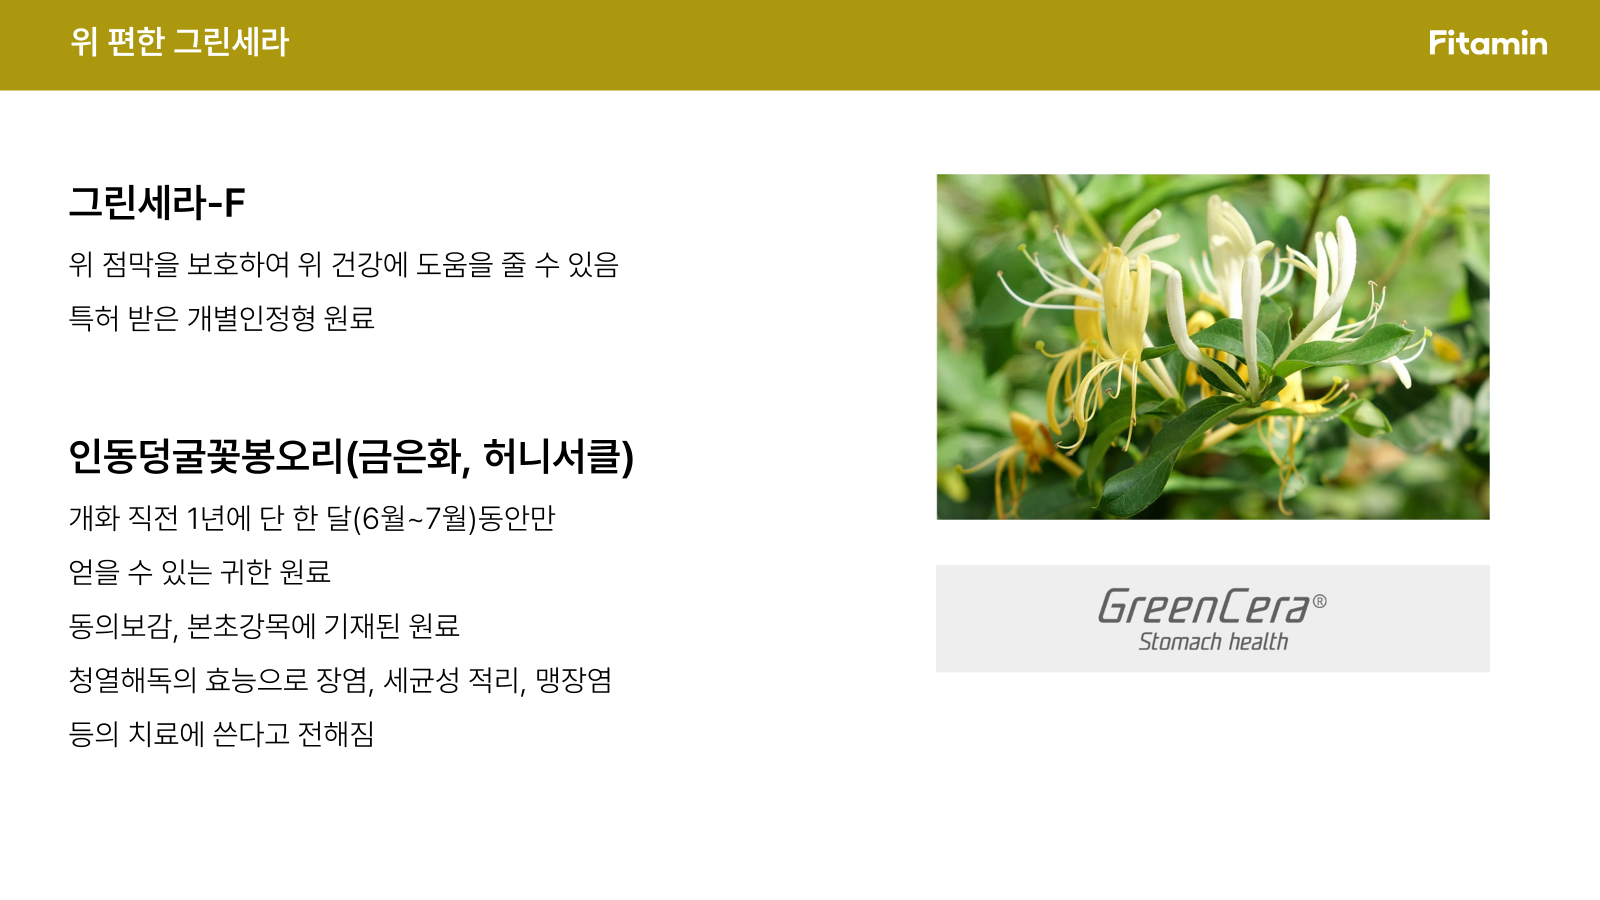 위 편한 그린세라
Fitamin
그린세라-F
위 점막을 보호하여 위 건강에 도움을 줄 수 있음
특허 받은 개별인정형 원료
인동덩굴꽃봉오리(금은화, 허니서클)
개화 직전 1년에 단 한 달(6월~7월)동안만
얻을 수 있는 귀한 원료
동의보감, 본초강목에 기재된 원료
청열해독의 효능으로 장염, 세균성 적리, 맹장염
등의 치료에 쓴다고 전해짐
GreenCera®
Stomach health